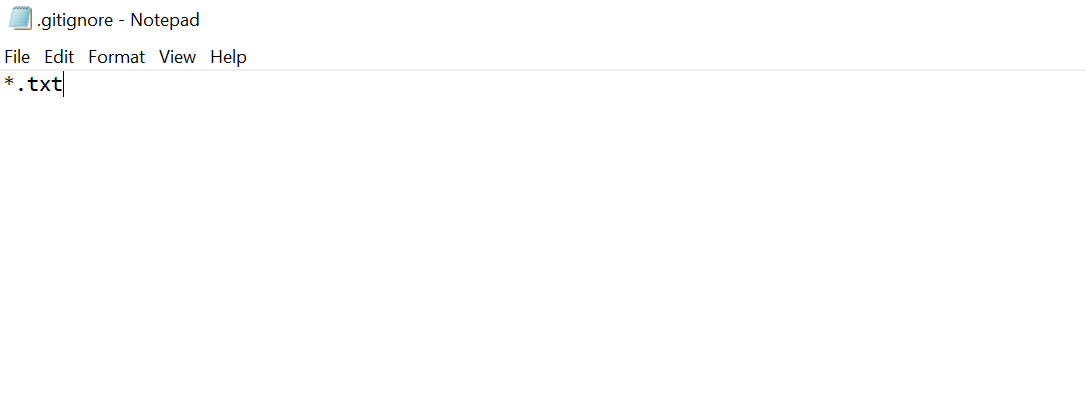 .gitignore - Notepad
File Edit Format View Help
*.txt